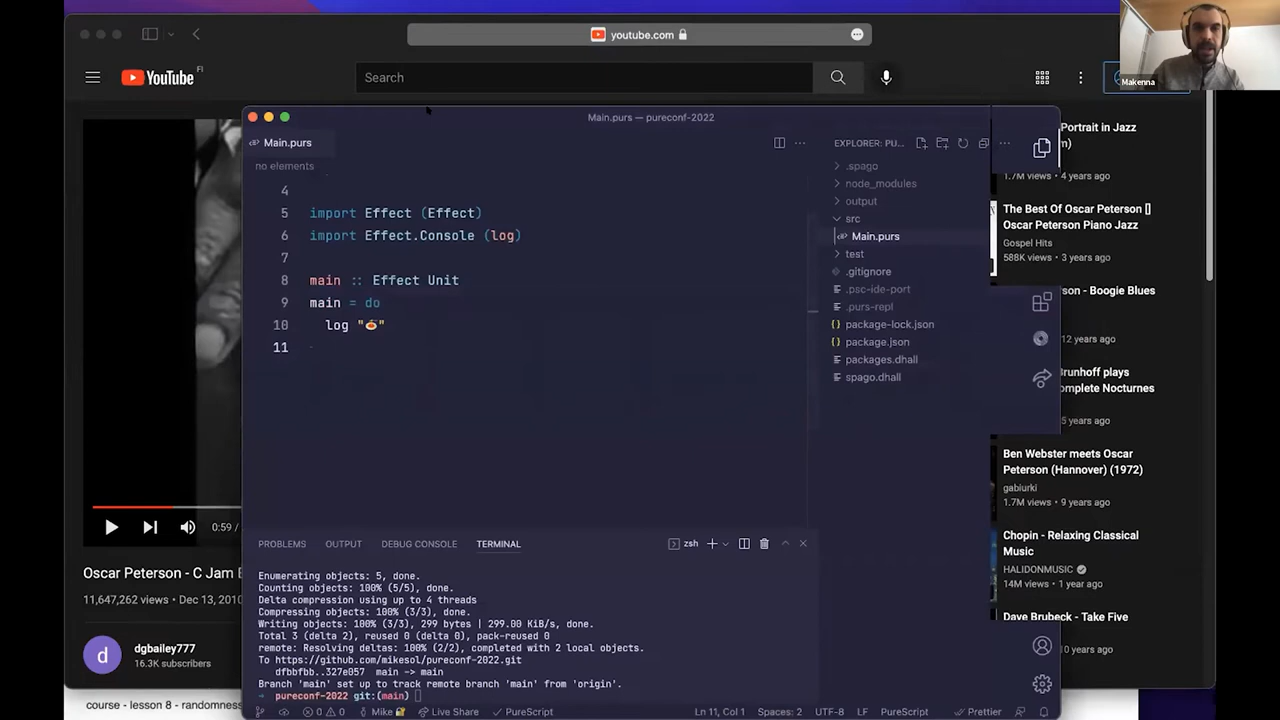 youtube.com
YouTube FI
Search
Makenna
Main.purs — pureconf-2022
Main.purs
no elements
4
5 import Effect (Effect)
6 import Effect.Console (log)
7
8 main :: Effect Unit
9 main = do
10 log "🍝"
11
EXPLORER: PU...
.spago
node_modules
output
src
Main.purs
test
.gitignore
.psc-ide-port
.purs-repl
package-lock.json
package.json
packages.dhall
spago.dhall
PROBLEMS OUTPUT DEBUG CONSOLE TERMINAL
zsh
Enumerating objects: 5, done.
Counting objects: 100% (5/5), done.
Delta compression using up to 4 threads
Compressing objects: 100% (3/3), done.
Writing objects: 100% (3/3), 299 bytes | 299.00 KiB/s, done.
Total 3 (delta 2), reused 0 (delta 0), pack-reused 0
remote: Resolving deltas: 100% (2/2), completed with 2 local objects.
To https://github.com/mikesol/pureconf-2022.git
dfbbfbb..327e057 main -> main
Branch 'main' set up to track remote branch 'main' from 'origin'.
→ pureconf-2022 git:(main)
0 0 Mike Live Share PureScript
Ln 11, Col 1 Spaces: 2 UTF-8 LF PureScript Prettier
0:59 /
Oscar Peterson - C Jam
11,647,262 views • Dec 13, 2010
d
dgbailey777
16.3K subscribers
course - lesson 8 - randomness
Portrait in Jazz
1.7M views • 4 years ago
The Best Of Oscar Peterson []
Oscar Peterson Piano Jazz
Gospel Hits
588K views • 3 years ago
- Boogie Blues
12 years ago
Brunhoff plays
Nocturnes
5 years ago
Ben Webster meets Oscar
Peterson (Hannover) (1972)
gabiurki
1.7M views • 9 years ago
Chopin - Relaxing Classical
Music
HALIDONMUSIC
14M views • 1 year ago
Dave Brubeck - Take Five
years ago